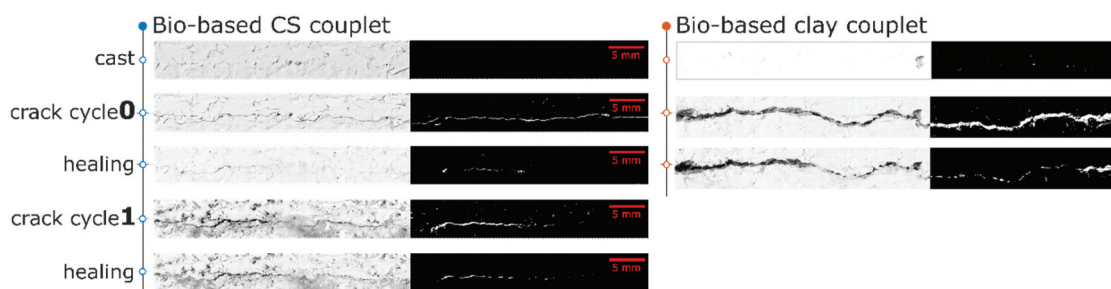 Bio-based CS couplet
Bio-based clay couplet
cast
5 mm
crack cycle0
5 mm
healing
5 mm
crack cycle1
5 mm
healing
5 mm